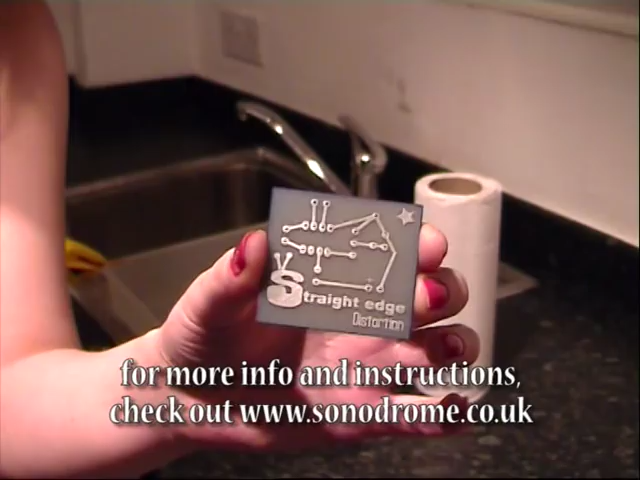 Straight edge
Distortion
for more info and instructions,
check out www.sonodrome.co.uk